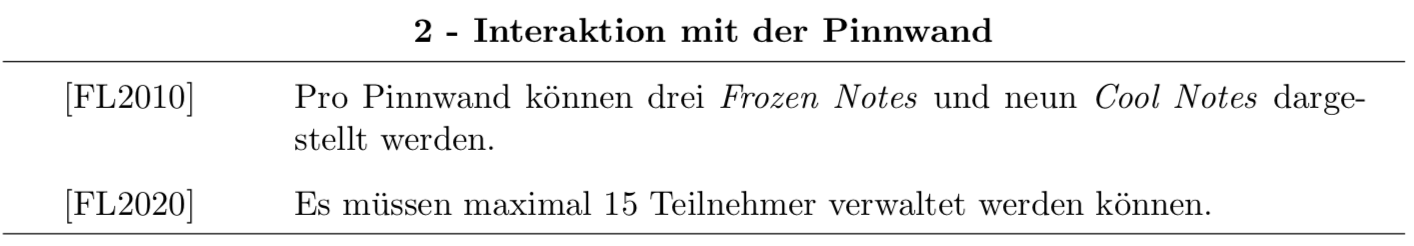 2 - Interaktion mit der Pinnwand
[FL2010] Pro Pinnwand können drei Frozen Notes und neun Cool Notes darge-
stellt werden.
[FL2020] Es müssen maximal 15 Teilnehmer verwaltet werden können.